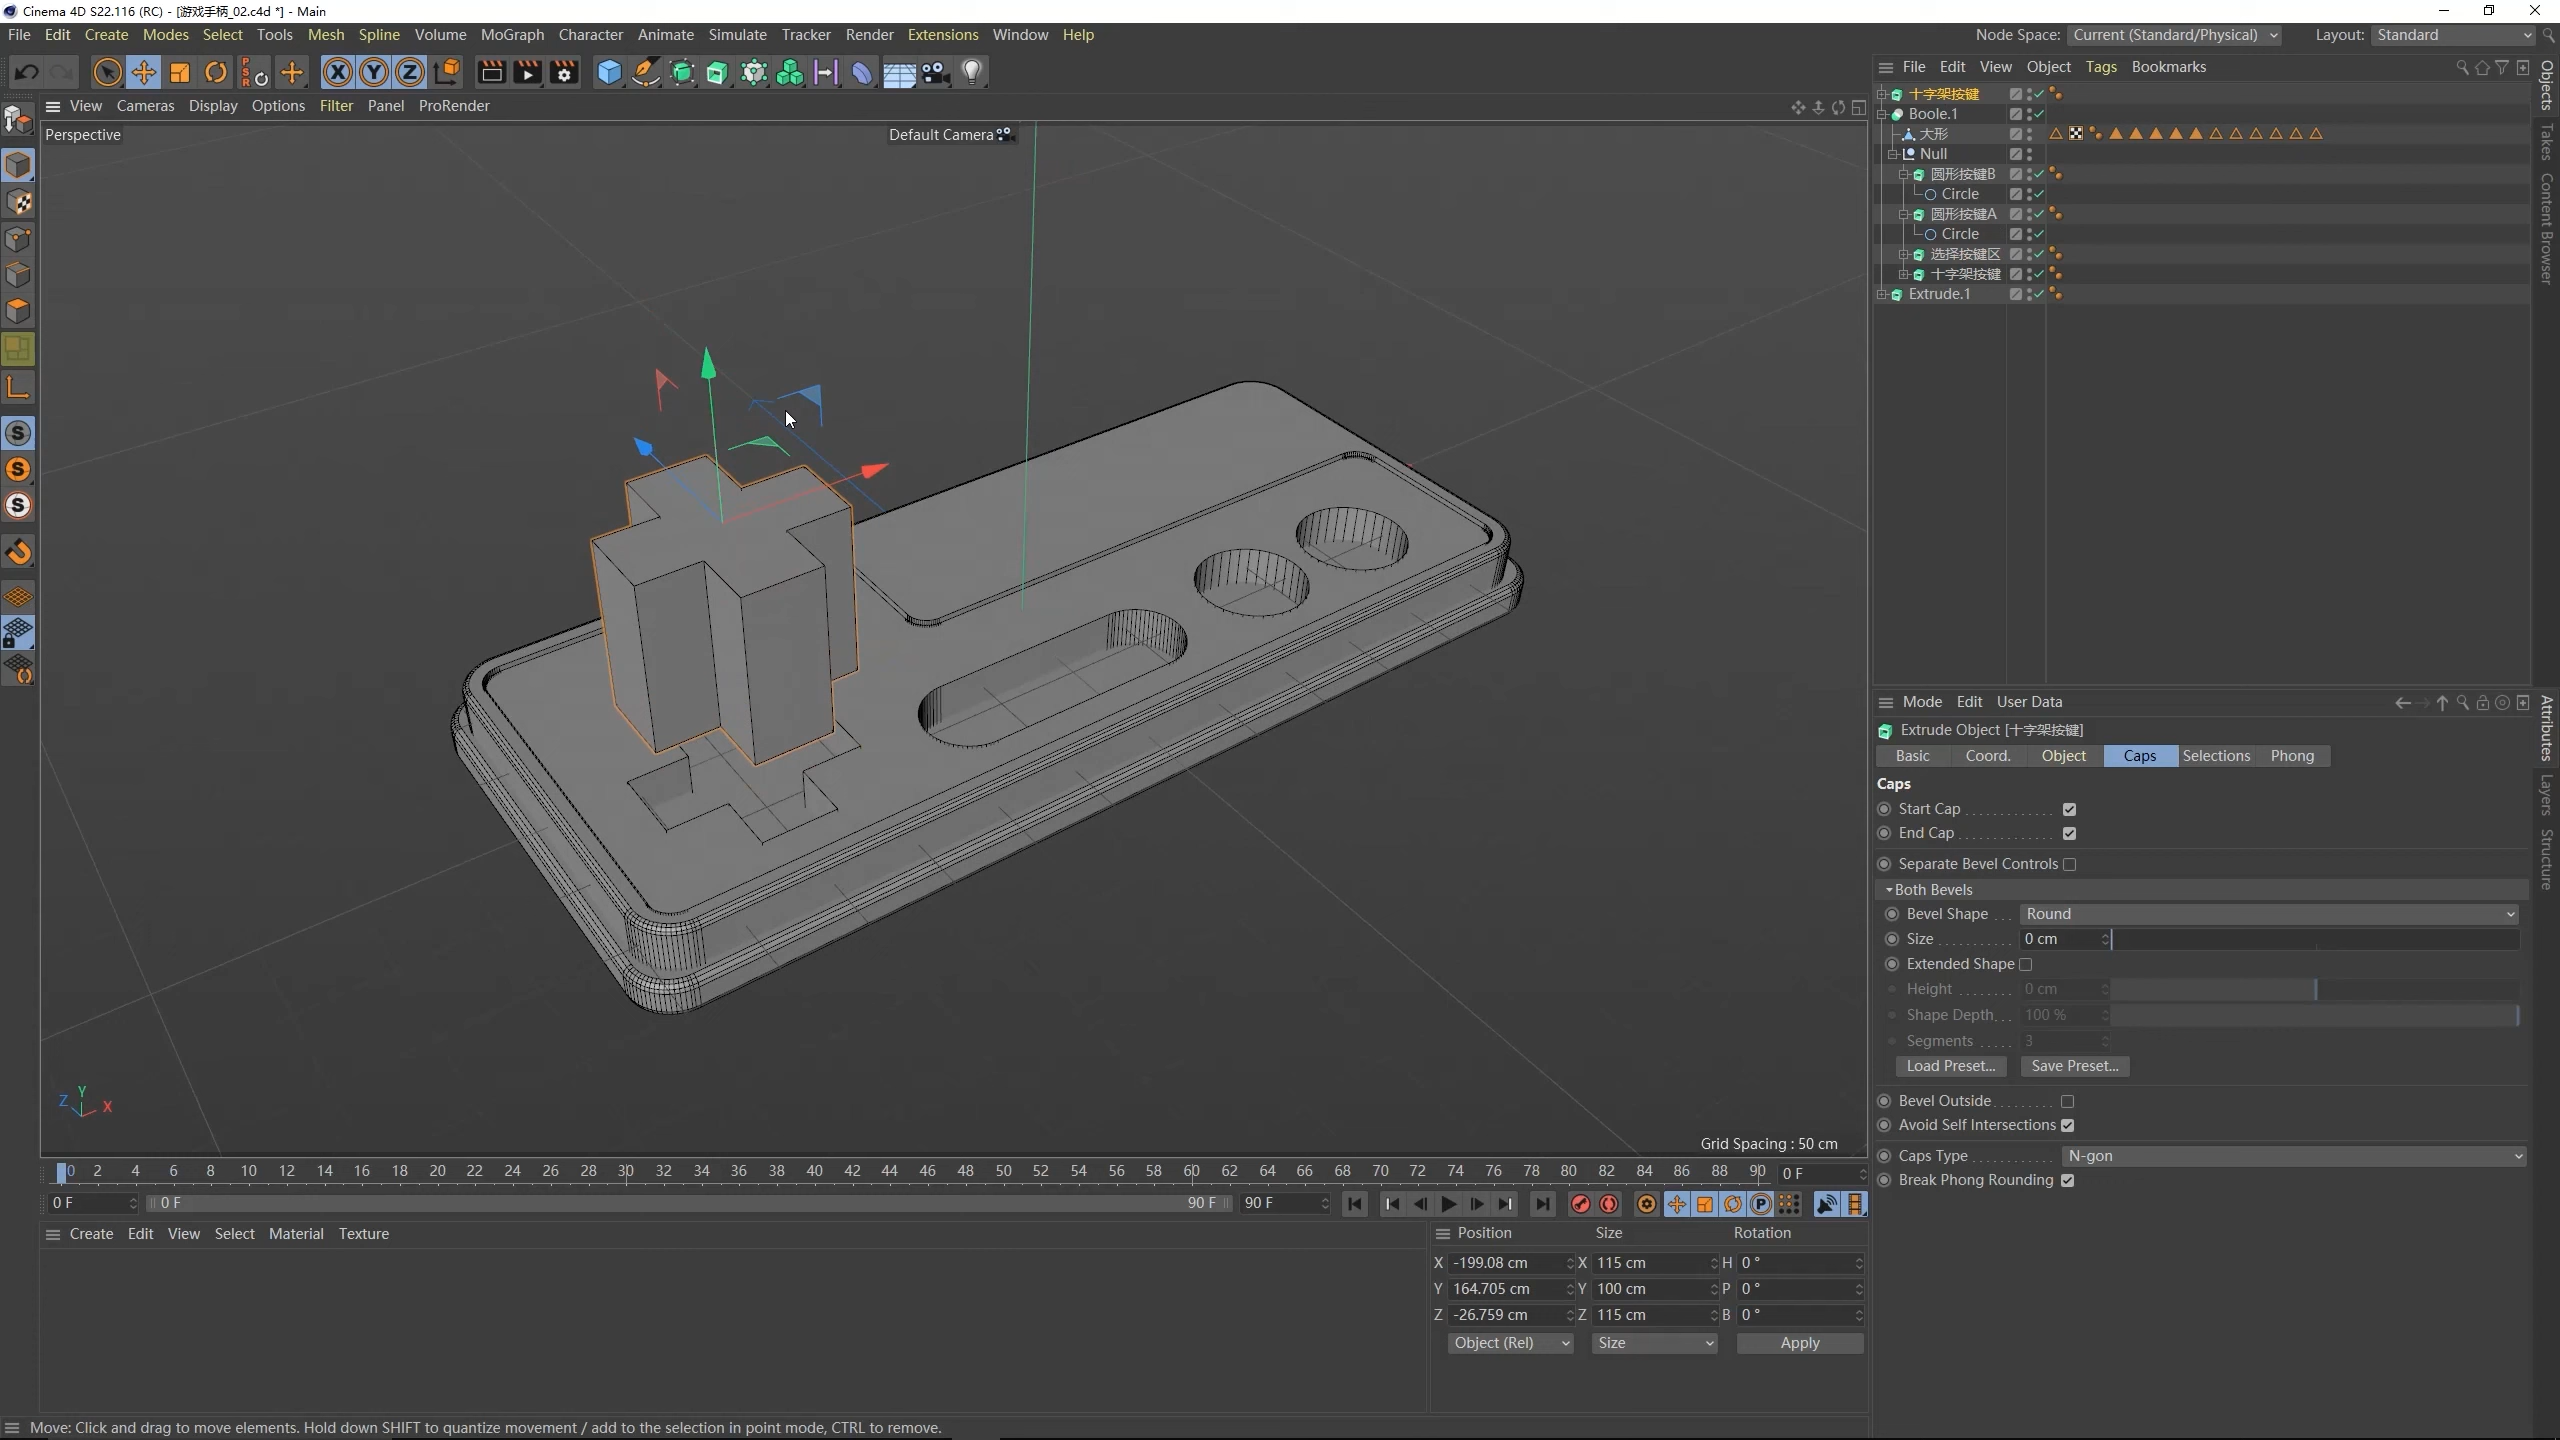 Cinema 4D S22.116 (RC) - [游戏手柄_02.c4d *] - Main
File Edit Create Modes Select Tools Mesh Spline Volume MoGraph Character Animate Simulate Tracker Render Extensions Window Help
Node Space: Current (Standard/Physical) Layout: Standard
View Cameras Display Options Filter Panel ProRender
Perspective
Default Camera
Grid Spacing : 50 cm
Z Y X
File Edit View Object Tags Bookmarks
十字架按键
Boole.1
大形
Null
圆形按键B
Circle
圆形按键A
Circle
选择按键区
十字架按键
Extrude.1
Objects
Takes
Content Browser
Mode Edit User Data
Extrude Object [十字架按键]
Basic Coord. Object Caps Selections Phong
Caps
Start Cap
End Cap
Separate Bevel Controls
Both Bevels
Bevel Shape Round
Size 0 cm
Extended Shape
Height 0 cm
Shape Depth 100 %
Segments 3
Load Preset... Save Preset...
Bevel Outside
Avoid Self Intersections
Caps Type N-gon
Break Phong Rounding
Attributes
Layers
Structure
0 2 4 6 8 10 12 14 16 18 20 22 24 26 28 30 32 34 36 38 40 42 44 46 48 50 52 54 56 58 60 62 64 66 68 70 72 74 76 78 80 82 84 86 88 90 0 F
0 F 0 F 90 F 90 F
Create Edit View Select Material Texture
Position Size Rotation
X -199.08 cm X 115 cm H 0 °
Y 164.705 cm Y 100 cm P 0 °
Z -26.759 cm Z 115 cm B 0 °
Object (Rel) Size Apply
Move: Click and drag to move elements. Hold down SHIFT to quantize movement / add to the selection in point mode, CTRL to remove.